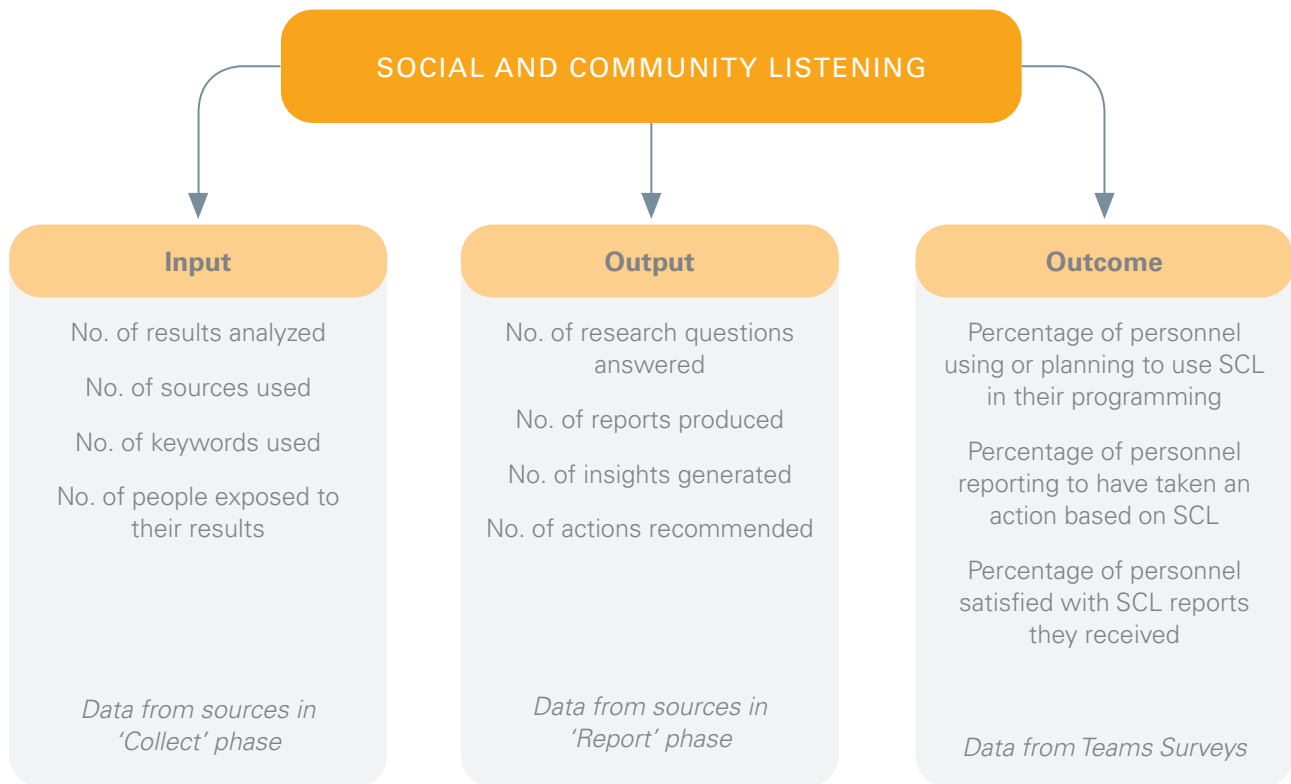 SOCIAL AND COMMUNITY LISTENING
Input
No. of results analyzed
No. of sources used
No. of keywords used
No. of people exposed to
their results
Data from sources in
‘Collect’ phase
Output
No. of research questions
answered
No. of reports produced
No. of insights generated
No. of actions recommended
Data from sources in
‘Report’ phase
Outcome
Percentage of personnel
using or planning to use SCL
in their programming
Percentage of personnel
reporting to have taken an
action based on SCL
Percentage of personnel
satisfied with SCL reports
they received
Data from Teams Surveys